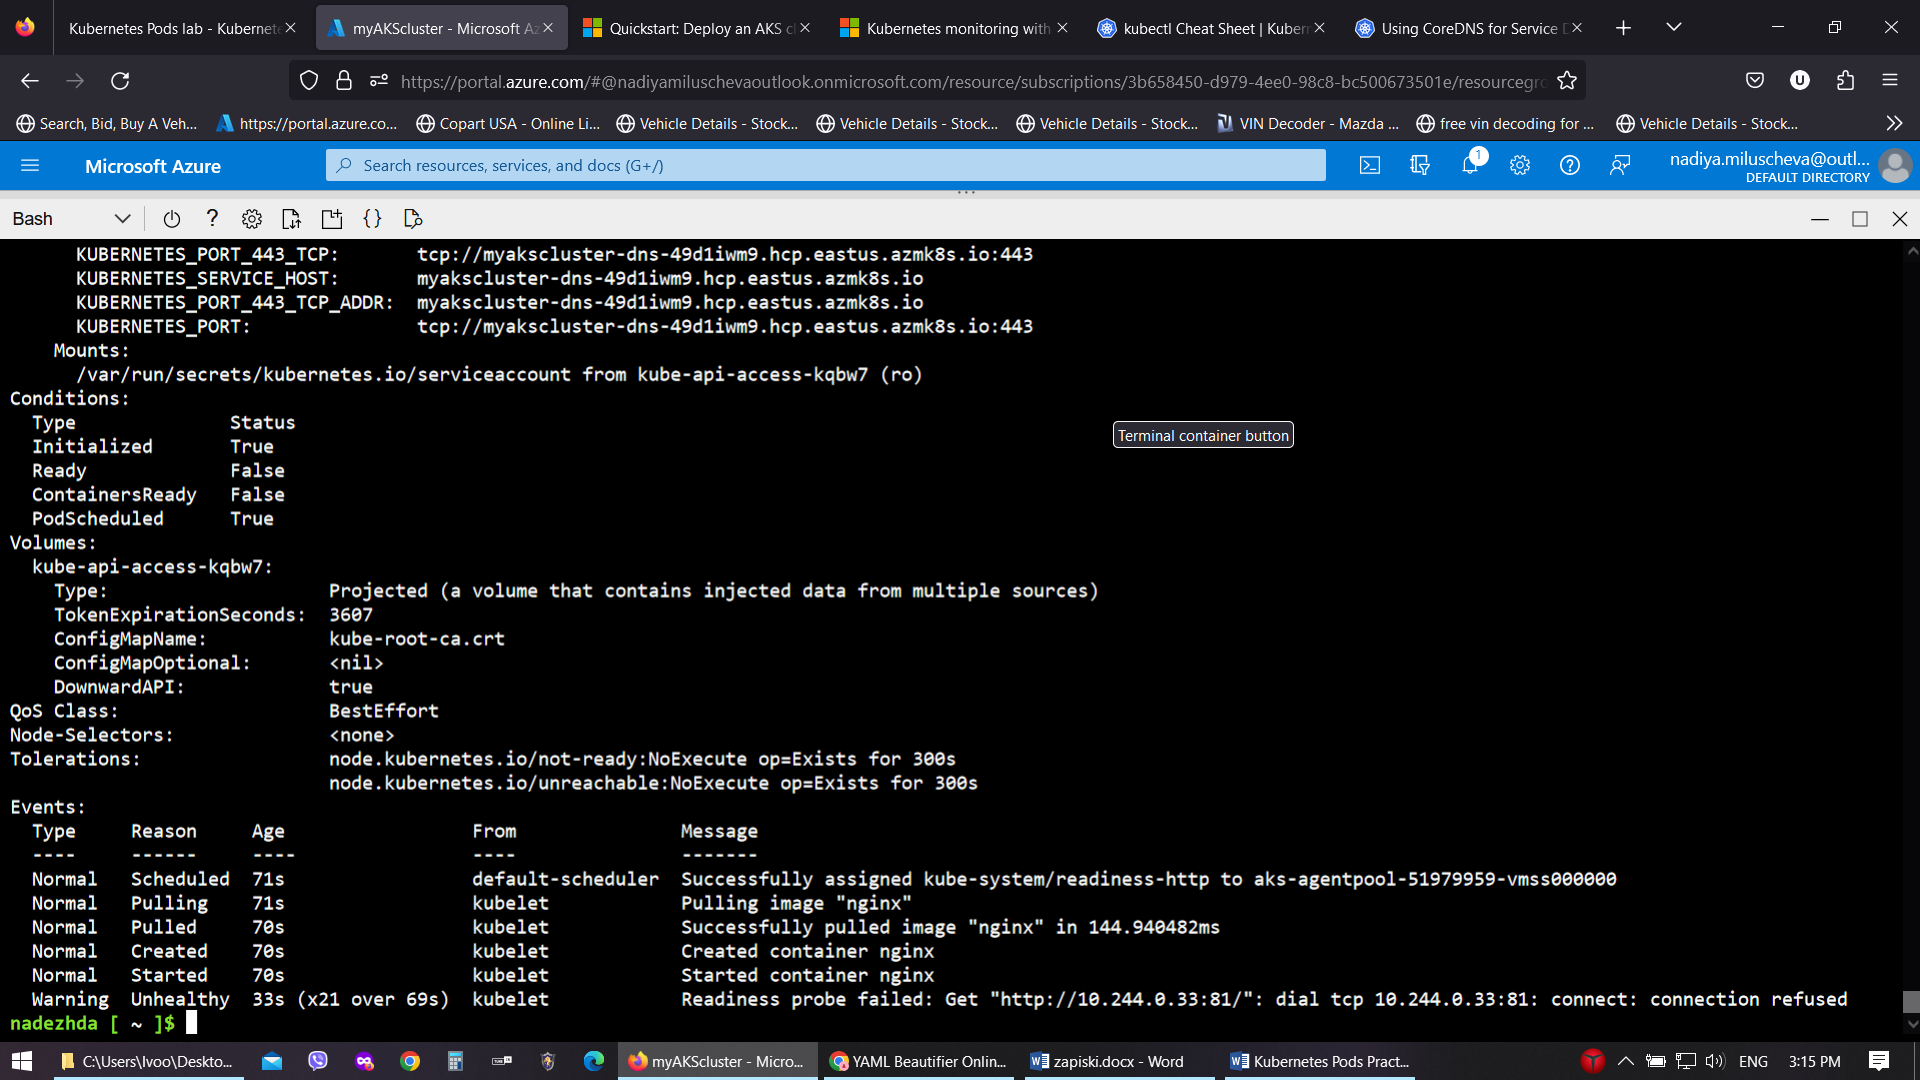 Kubernetes Pods lab - Kubernete
myAKScluster - Microsoft Az
Quickstart: Deploy an AKS cl
Kubernetes monitoring with
kubectl Cheat Sheet | Kubern
Using CoreDNS for Service D
https://portal.azure.com/#@nadiyamiluschevaoutlook.onmicrosoft.com/resource/subscriptions/3b658450-d979-4ee0-98c8-bc500673501e/resourcegro
Search, Bid, Buy A Veh...
https://portal.azure.co...
Copart USA - Online Li...
Vehicle Details - Stock...
Vehicle Details - Stock...
Vehicle Details - Stock...
VIN Decoder - Mazda ...
free vin decoding for ...
Vehicle Details - Stock...
Microsoft Azure
Search resources, services, and docs (G+/)
1
nadiya.miluscheva@outl...
DEFAULT DIRECTORY
Bash
KUBERNETES_PORT_443_TCP: tcp://myakscluster-dns-49d1iwm9.hcp.eastus.azmk8s.io:443
KUBERNETES_SERVICE_HOST: myakscluster-dns-49d1iwm9.hcp.eastus.azmk8s.io
KUBERNETES_PORT_443_TCP_ADDR: myakscluster-dns-49d1iwm9.hcp.eastus.azmk8s.io
KUBERNETES_PORT: tcp://myakscluster-dns-49d1iwm9.hcp.eastus.azmk8s.io:443
Mounts:
/var/run/secrets/kubernetes.io/serviceaccount from kube-api-access-kqbw7 (ro)
Conditions:
Type Status
Initialized True
Ready False
ContainersReady False
PodScheduled True
Terminal container button
Volumes:
kube-api-access-kqbw7:
Type: Projected (a volume that contains injected data from multiple sources)
TokenExpirationSeconds: 3607
ConfigMapName: kube-root-ca.crt
ConfigMapOptional: <nil>
DownwardAPI: true
QoS Class: BestEffort
Node-Selectors: <none>
Tolerations: node.kubernetes.io/not-ready:NoExecute op=Exists for 300s
node.kubernetes.io/unreachable:NoExecute op=Exists for 300s
Events:
Type Reason Age From Message
---- ------ ---- ---- -------
Normal Scheduled 71s default-scheduler Successfully assigned kube-system/readiness-http to aks-agentpool-51979959-vmss000000
Normal Pulling 71s kubelet Pulling image "nginx"
Normal Pulled 70s kubelet Successfully pulled image "nginx" in 144.940482ms
Normal Created 70s kubelet Created container nginx
Normal Started 70s kubelet Started container nginx
Warning Unhealthy 33s (x21 over 69s) kubelet Readiness probe failed: Get "http://10.244.0.33:81/": dial tcp 10.244.0.33:81: connect: connection refused
nadezhda [ ~ ]$
C:\Users\Ivoo\Deskto...
myAKScluster - Micro...
YAML Beautifier Onlin...
zapiski.docx - Word
Kubernetes Pods Pract...
ENG
3:15 PM